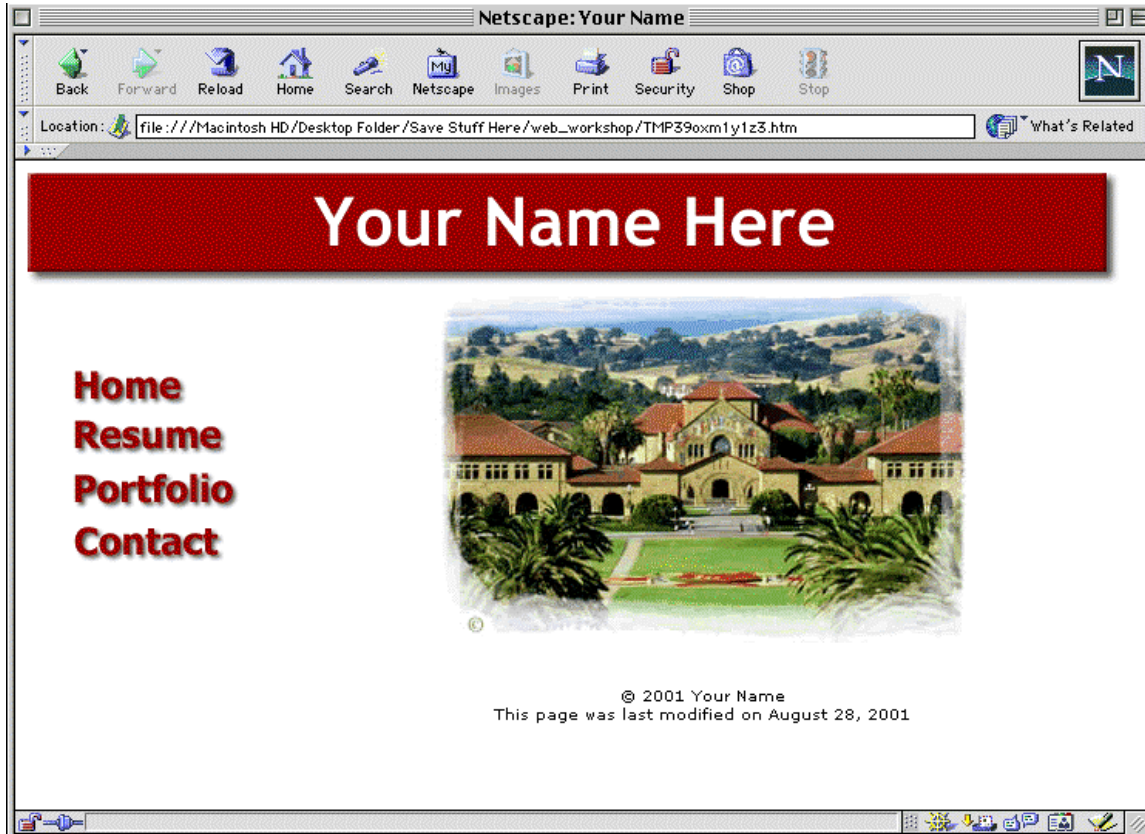 Netscape: Your Name
Back Forward Reload Home Search Netscape Images Print Security Shop Stop
My
N
Location: file:///Macintosh HD/Desktop Folder/Save Stuff Here/web_workshop/TMP39oxm1y1z3.htm What's Related
Your Name Here
Home
Resume
Portfolio
Contact
©
© 2001 Your Name
This page was last modified on August 28, 2001